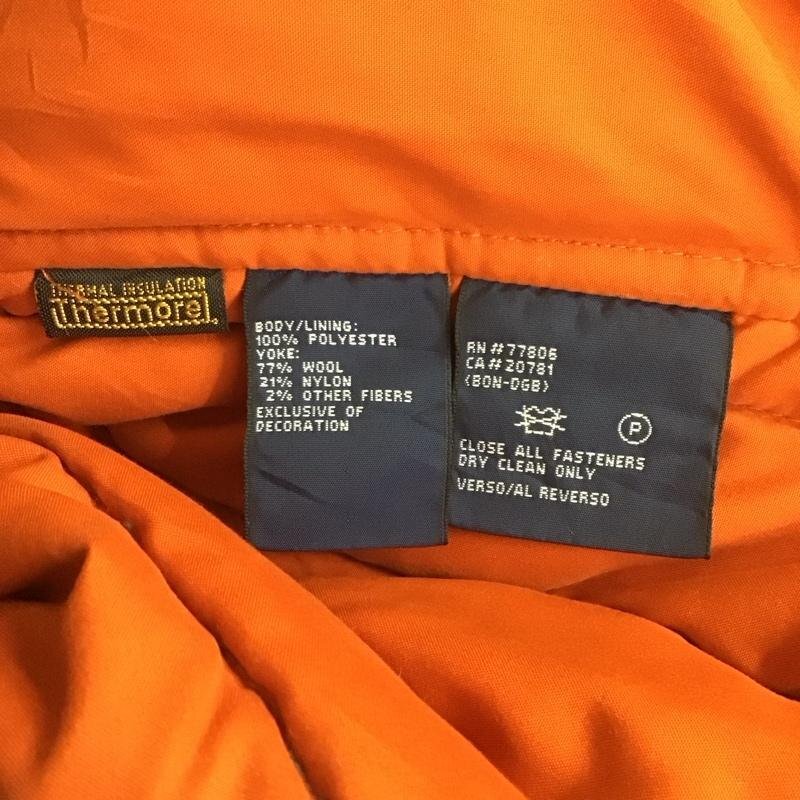 THERMAL INSULATION
Thermore
BODY/LINING:
100% POLYESTER
YOKE:
77% WOOL
21% NYLON
2% OTHER FIBERS
EXCLUSIVE OF
DECORATION
RN#77806
CA#20781
(BON-DGB)
P
CLOSE ALL FASTENERS
DRY CLEAN ONLY
VERSO/AL REVERSO